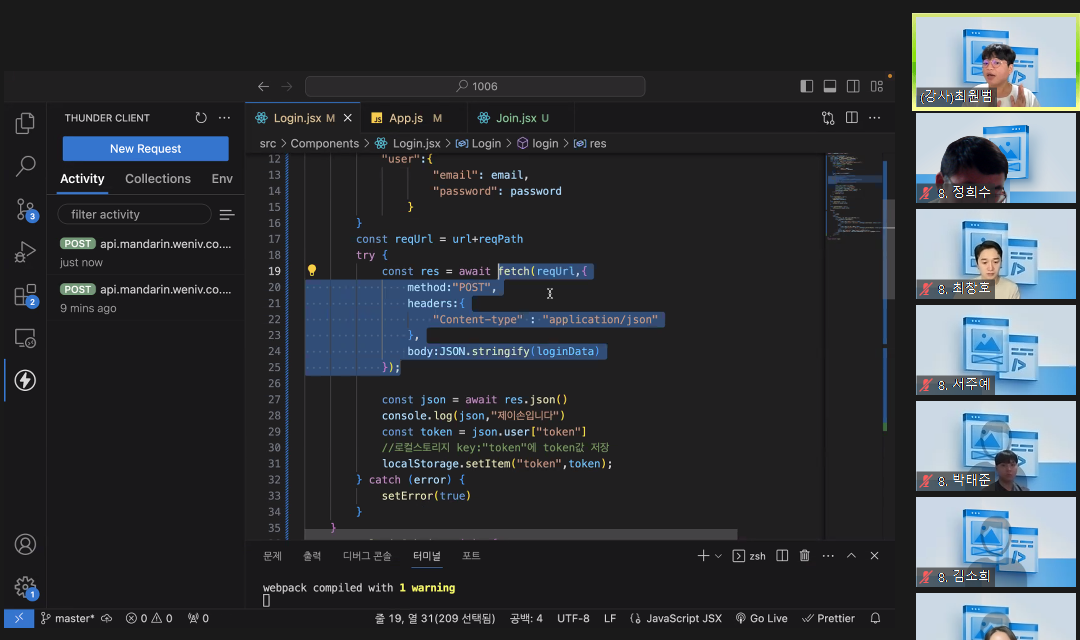 1006
THUNDER CLIENT
New Request
Activity Collections Env
filter activity
POST api.mandarin.weniv.co....
just now
POST api.mandarin.weniv.co....
9 mins ago
3
2
1
Login.jsx M
JS App.js M
Join.jsx U
src > Components > Login.jsx > Login > login > res
12 "user":{
13 "email": email,
14 "password": password
15 }
16 }
17 const reqUrl = url+reqPath
18 try {
19 const res = await fetch(reqUrl,{
20 method:"POST",
21 headers:{
22 "Content-type" : "application/json"
23 },
24 body:JSON.stringify(loginData)
25 });
26
27 const json = await res.json()
28 console.log(json,"제이손입니다")
29 const token = json.user["token"]
30 //로컬스토리지 key:"token"에 token값 저장
31 localStorage.setItem("token",token);
32 } catch (error) {
33 setError(true)
34 }
35 }
문제 출력 디버그 콘솔 터미널 포트
zsh
webpack compiled with 1 warning
master* 0 0 0
줄 19, 열 31(209 선택됨) 공백: 4 UTF-8 LF JavaScript JSX Go Live Prettier
(강사)최원범
8. 정희수
8. 최창호
8. 서주예
8. 박태준
8. 김소희